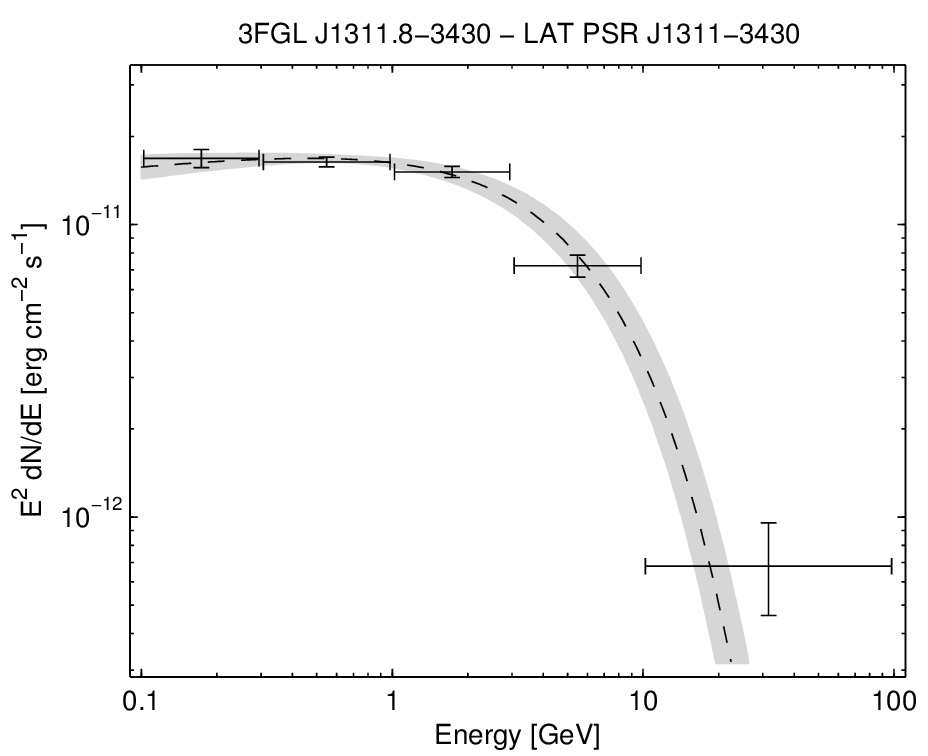 3FGL J1311.8−3430 − LAT PSR J1311−3430
E² dN/dE [erg cm⁻² s⁻¹]
10⁻¹¹
10⁻¹²
0.1
1
10
100
Energy [GeV]